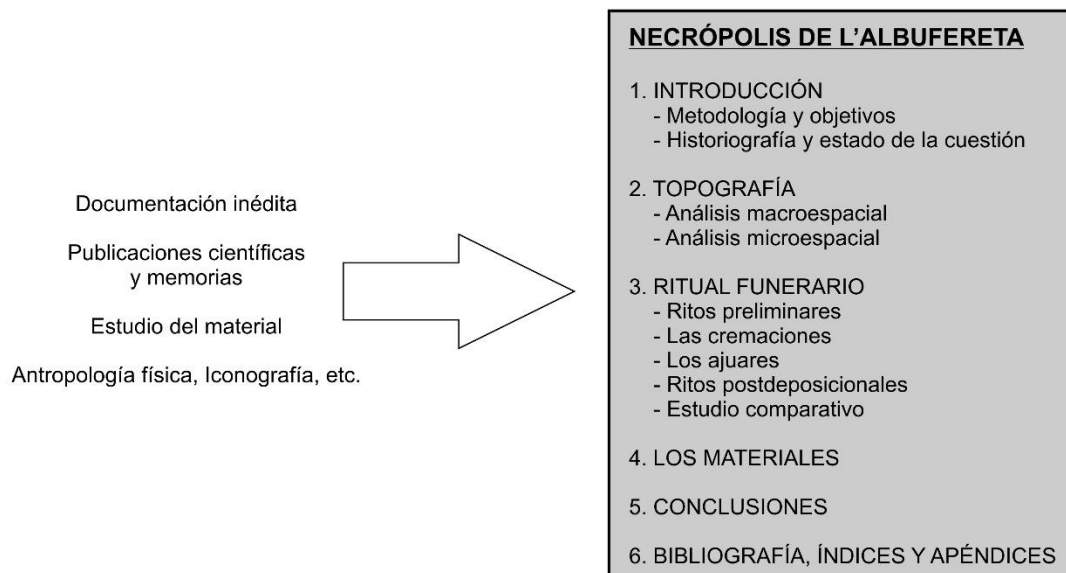 Documentación inédita
Publicaciones científicas
y memorias
Estudio del material
Antropología física, Iconografía, etc.
NECRÓPOLIS DE L'ALBUFERETA
1. INTRODUCCIÓN
- Metodología y objetivos
- Historiografía y estado de la cuestión
2. TOPOGRAFÍA
- Análisis macroespacial
- Análisis microespacial
3. RITUAL FUNERARIO
- Ritos preliminares
- Las cremaciones
- Los ajuares
- Ritos postdeposicionales
- Estudio comparativo
4. LOS MATERIALES
5. CONCLUSIONES
6. BIBLIOGRAFÍA, ÍNDICES Y APÉNDICES